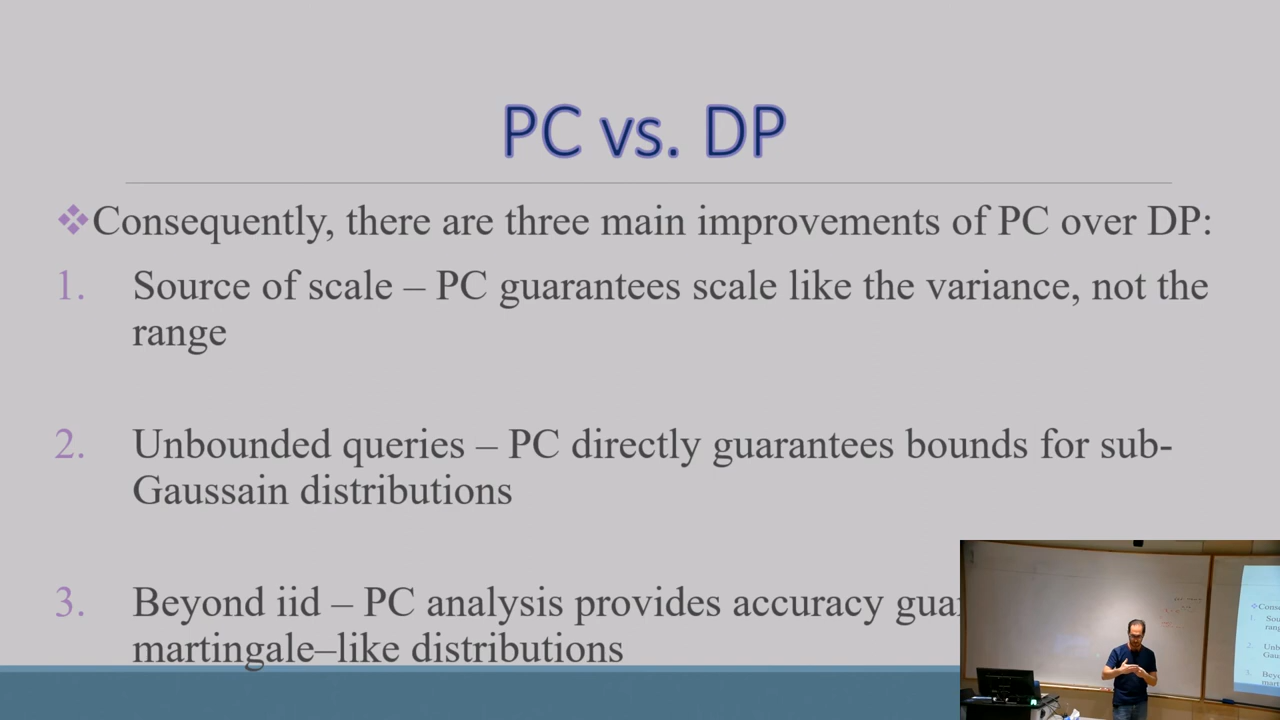 PC vs. DP
❖Consequently, there are three main improvements of PC over DP:
1. Source of scale – PC guarantees scale like the variance, not the
range
2. Unbounded queries – PC directly guarantees bounds for sub-
Gaussain distributions
3. Beyond iid – PC analysis provides accuracy
martingale–like distributions